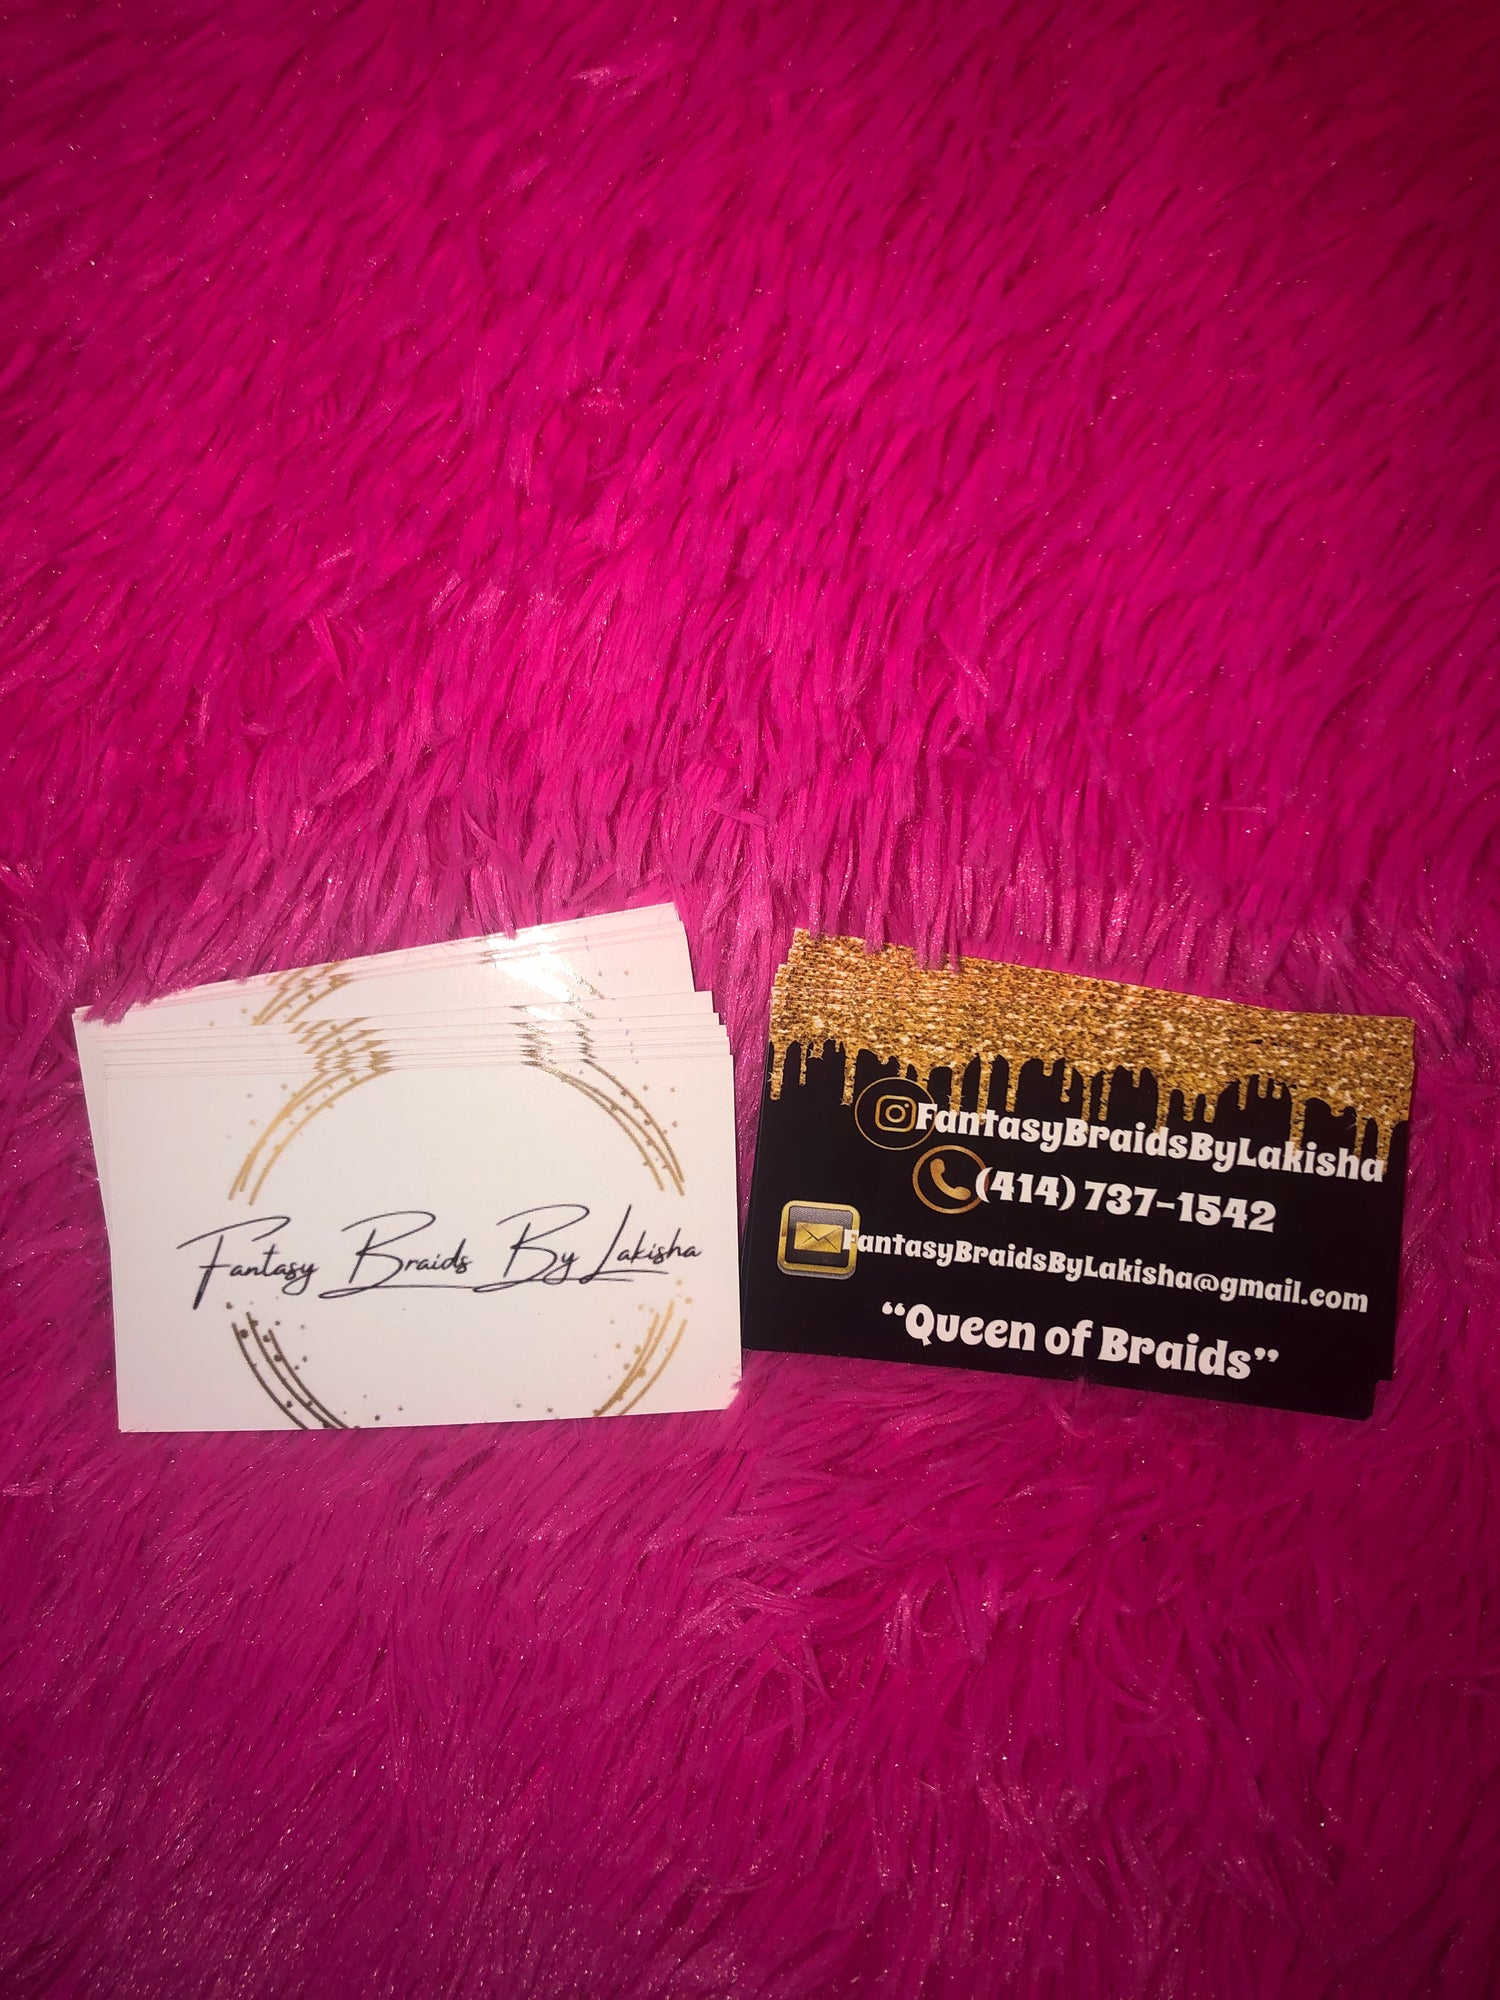 Fantasy Braids By Lakisha
FantasyBraidsByLakisha
(414) 737-1542
FantasyBraidsByLakisha@gmail.com
“Queen of Braids”